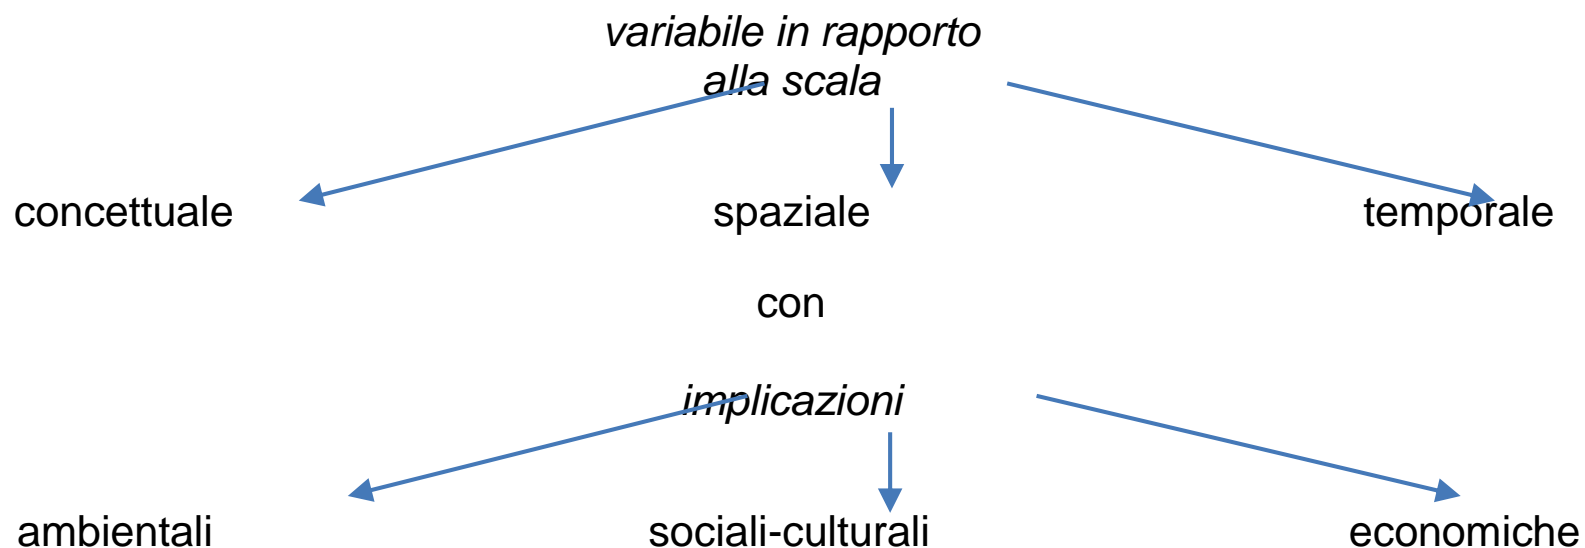 variabile in rapporto
alla scala
concettuale spaziale temporale
con
implicazioni
ambientali sociali-culturali economiche